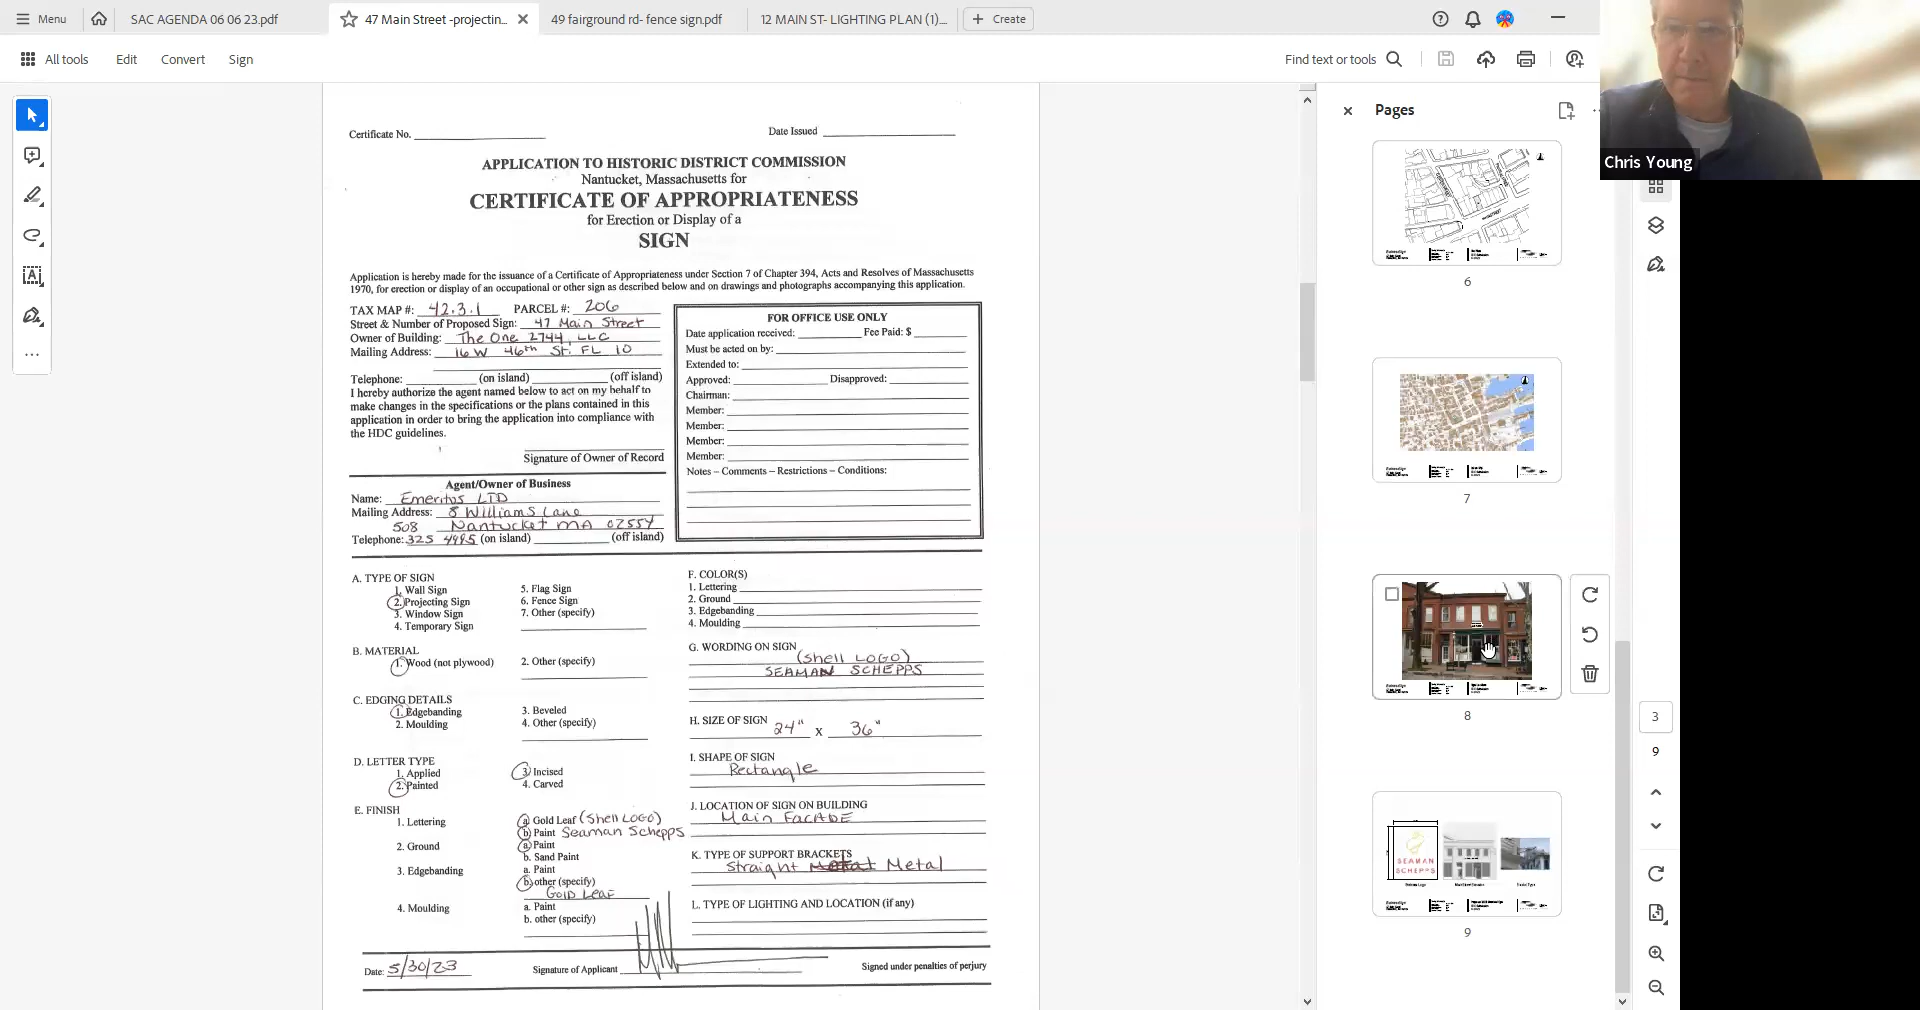 Menu
SAC AGENDA 06 06 23.pdf
47 Main Street -projectin...
49 fairground rd- fence sign.pdf
12 MAIN ST- LIGHTING PLAN (1)....
+ Create
All tools Edit Convert Sign
Find text or tools
Chris Young
Certificate No.
Date Issued
APPLICATION TO HISTORIC DISTRICT COMMISSION
Nantucket, Massachusetts for
CERTIFICATE OF APPROPRIATENESS
for Erection or Display of a
SIGN
Application is hereby made for the issuance of a Certificate of Appropriateness under Section 7 of Chapter 394, Acts and Resolves of Massachusetts
1970, for erection or display of an occupational or other sign as described below and on drawings and photographs accompanying this application.
TAX MAP #: 42.3.1 PARCEL #: 206
Street & Number of Proposed Sign: 47 Main Street
Owner of Building: The One 2744, LLC
Mailing Address: 16 W 46th St. FL 10
Telephone: (on island) (off island)
I hereby authorize the agent named below to act on my behalf to
make changes in the specifications or the plans contained in this
application in order to bring the application into compliance with
the HDC guidelines.
Signature of Owner of Record
FOR OFFICE USE ONLY
Date application received: Fee Paid: $
Must be acted on by:
Extended to:
Approved: Disapproved:
Chairman:
Member:
Member:
Member:
Member:
Notes – Comments – Restrictions – Conditions:
Agent/Owner of Business
Name: Emeritus LTD
Mailing Address: 8 Williams Lane
Nantucket MA 02554
508
Telephone: 325 4995 (on island) (off island)
A. TYPE OF SIGN
1. Wall Sign
2. Projecting Sign
3. Window Sign
4. Temporary Sign
5. Flag Sign
6. Fence Sign
7. Other (specify)
B. MATERIAL
1. Wood (not plywood)
2. Other (specify)
C. EDGING DETAILS
1. Edgebanding
2. Moulding
3. Beveled
4. Other (specify)
D. LETTER TYPE
1. Applied
2. Painted
3. Incised
4. Carved
E. FINISH
1. Lettering
a Gold Leaf (Shell LOGO)
b Paint Seaman Schepps
2. Ground
a. Paint
b. Sand Paint
3. Edgebanding
a. Paint
b. other (specify)
Gold Leaf
4. Moulding
a. Paint
b. other (specify)
F. COLOR(S)
1. Lettering
2. Ground
3. Edgebanding
4. Moulding
G. WORDING ON SIGN
(Shell LOGO)
SEAMAN SCHEPPS
H. SIZE OF SIGN 24" x 36"
I. SHAPE OF SIGN
Rectangle
J. LOCATION OF SIGN ON BUILDING
Main FACADE
K. TYPE OF SUPPORT BRACKETS
Straight Metal
L. TYPE OF LIGHTING AND LOCATION (if any)
Date: 5/30/23
Signature of Applicant
Signed under penalties of perjury
Pages
6
7
8
SEAMAN
SCHEPPS
9
3
9